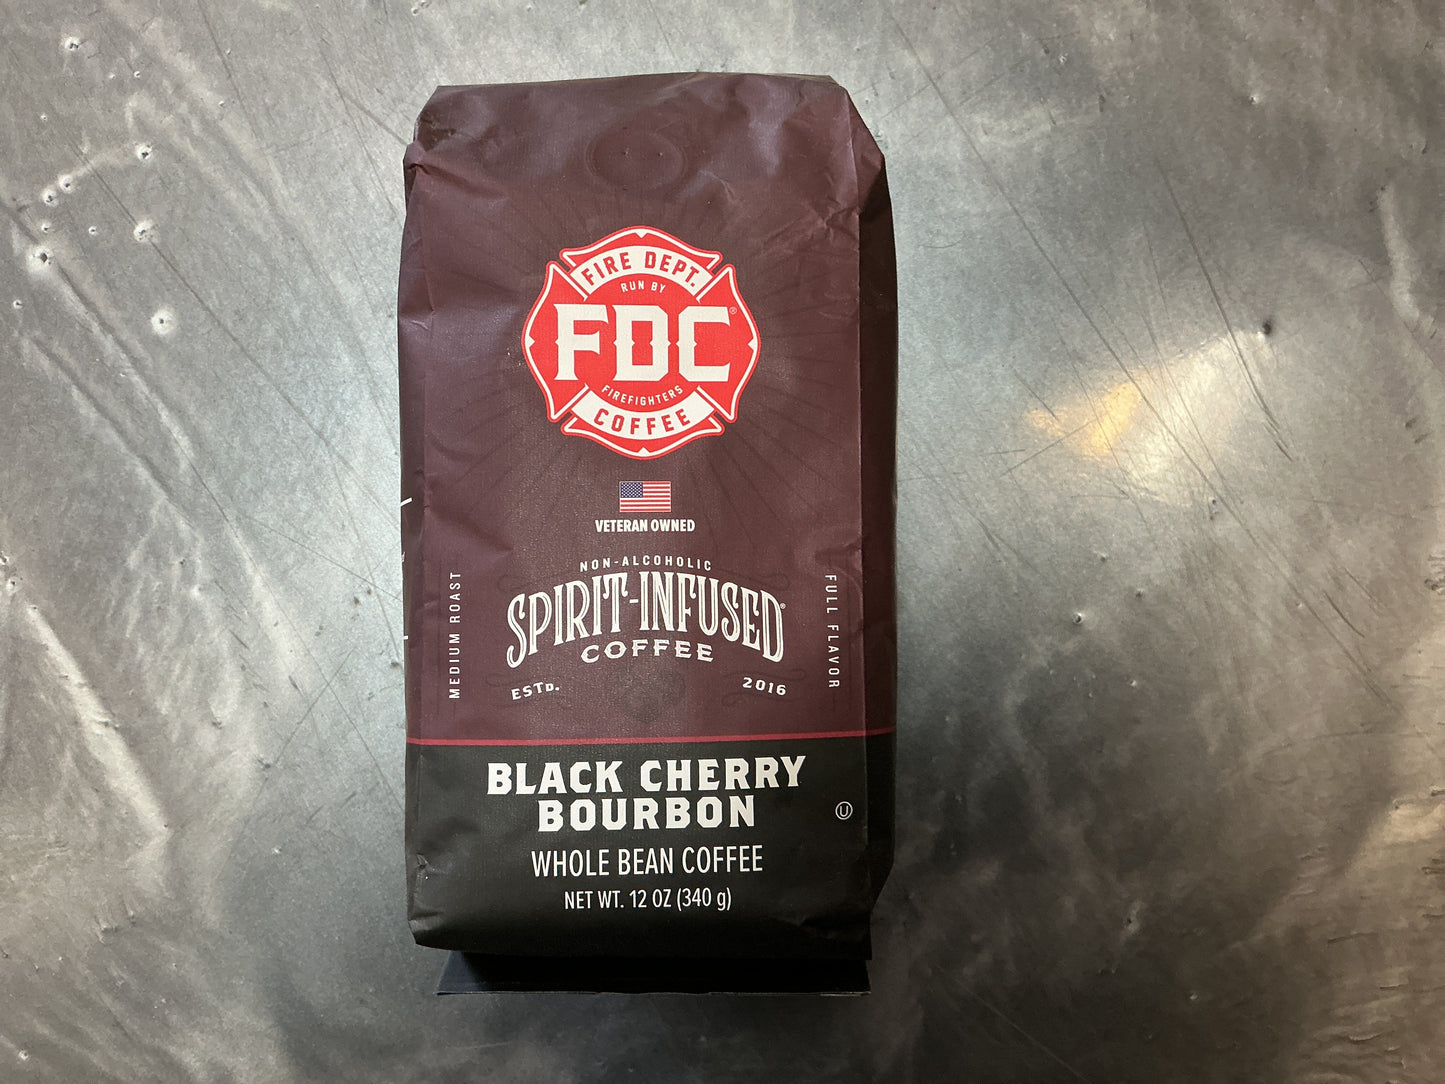 FIRE DEPT.
RUN BY
FDC®
FIREFIGHTERS
COFFEE
VETERAN OWNED
NON-ALCOHOLIC
SPIRIT-INFUSED®
COFFEE
ESTD. 2016
MEDIUM ROAST
FULL FLAVOR
BLACK CHERRY
BOURBON
U
WHOLE BEAN COFFEE
NET WT. 12 OZ (340 g)